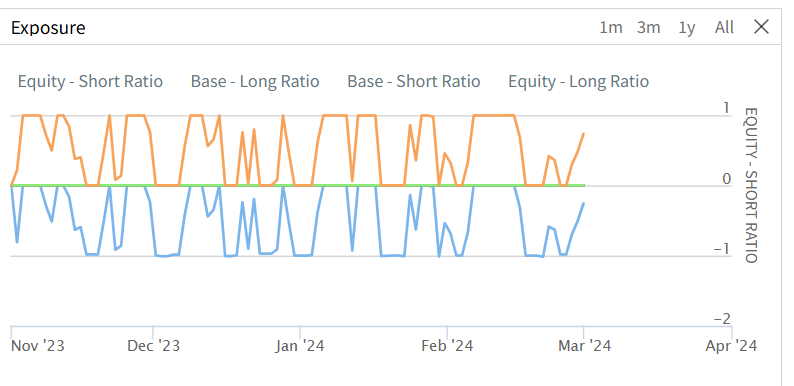 Exposure 1m 3m 1y All
Equity - Short Ratio Base - Long Ratio Base - Short Ratio Equity - Long Ratio
1
0
-1
-2
EQUITY - SHORT RATIO
Nov '23 Dec '23 Jan '24 Feb '24 Mar '24 Apr '24